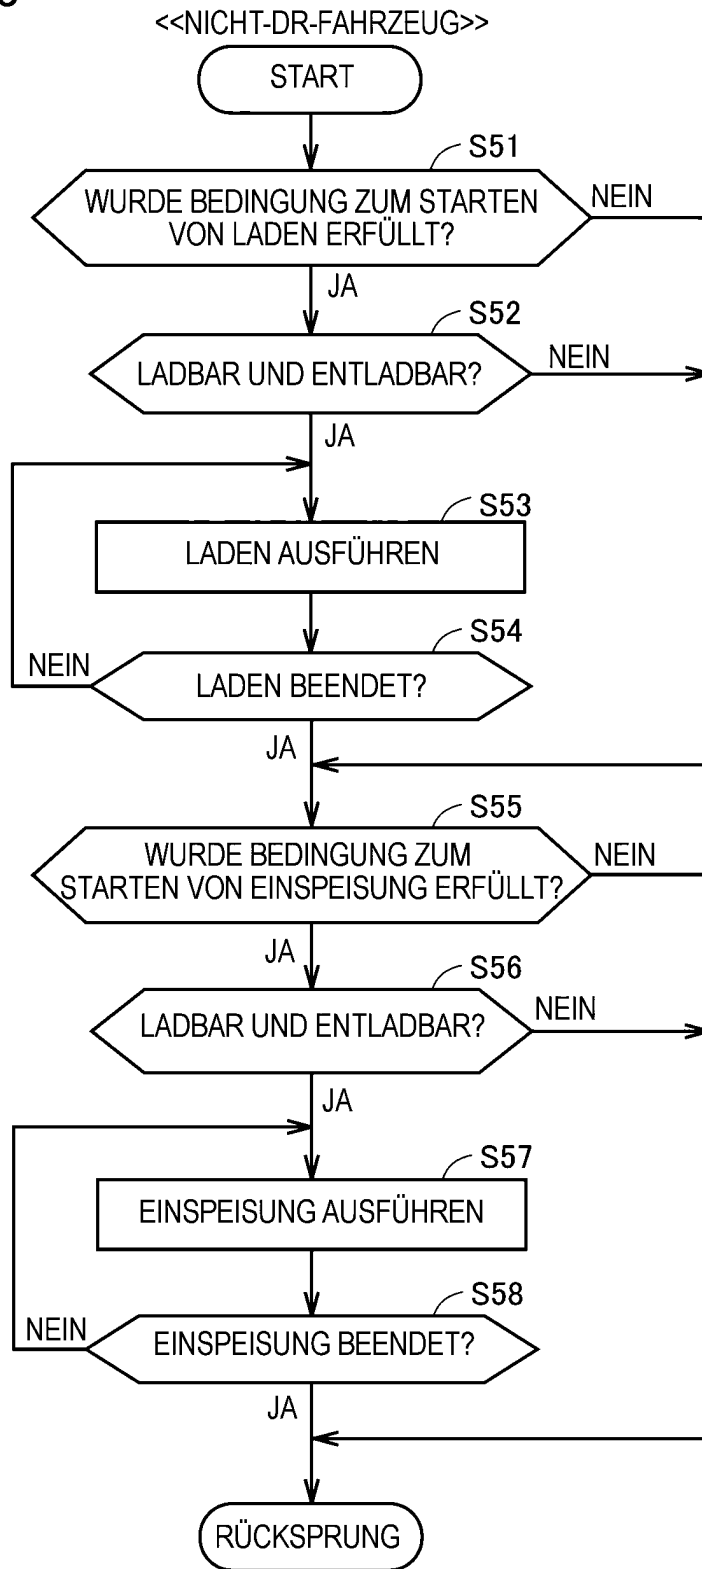 <<NICHT-DR-FAHRZEUG>>
START
S51
WURDE BEDINGUNG ZUM STARTEN
VON LADEN ERFÜLLT?
NEIN
JA
S52
LADBAR UND ENTLADBAR?
NEIN
JA
S53
LADEN AUSFÜHREN
S54
NEIN
LADEN BEENDET?
JA
S55
WURDE BEDINGUNG ZUM
STARTEN VON EINSPEISUNG ERFÜLLT?
NEIN
JA
S56
LADBAR UND ENTLADBAR?
NEIN
JA
S57
EINSPEISUNG AUSFÜHREN
S58
NEIN
EINSPEISUNG BEENDET?
JA
RÜCKSPRUNG